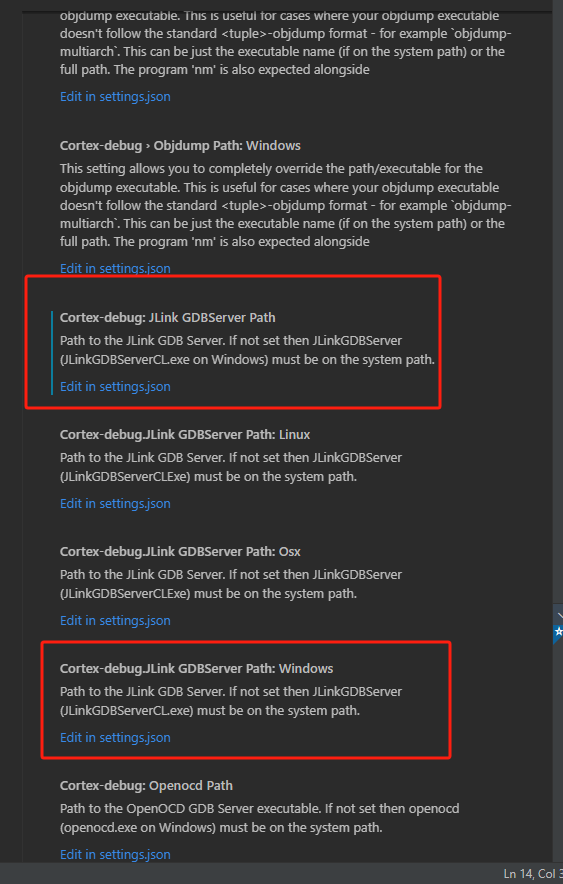 objdump executable. This is useful for cases where your objdump executable
doesn't follow the standard <tuple>-objdump format - for example `objdump-
multiarch`. This can be just the executable name (if on the system path) or the
full path. The program 'nm' is also expected alongside
Edit in settings.json
Cortex-debug › Objdump Path: Windows
This setting allows you to completely override the path/executable for the
objdump executable. This is useful for cases where your objdump executable
doesn't follow the standard <tuple>-objdump format - for example `objdump-
multiarch`. This can be just the executable name (if on the system path) or the
full path. The program 'nm' is also expected alongside
Edit in settings.json
Cortex-debug: JLink GDBServer Path
Path to the JLink GDB Server. If not set then JLinkGDBServer
(JLinkGDBServerCL.exe on Windows) must be on the system path.
Edit in settings.json
Cortex-debug.JLink GDBServer Path: Linux
Path to the JLink GDB Server. If not set then JLinkGDBServer
(JLinkGDBServerCLExe) must be on the system path.
Edit in settings.json
Cortex-debug.JLink GDBServer Path: Osx
Path to the JLink GDB Server. If not set then JLinkGDBServer
(JLinkGDBServerCLExe) must be on the system path.
Edit in settings.json
Cortex-debug.JLink GDBServer Path: Windows
Path to the JLink GDB Server. If not set then JLinkGDBServer
(JLinkGDBServerCL.exe) must be on the system path.
Edit in settings.json
Cortex-debug: Openocd Path
Path to the OpenOCD GDB Server executable. If not set then openocd
(openocd.exe on Windows) must be on the system path.
Edit in settings.json
Ln 14, Col 3